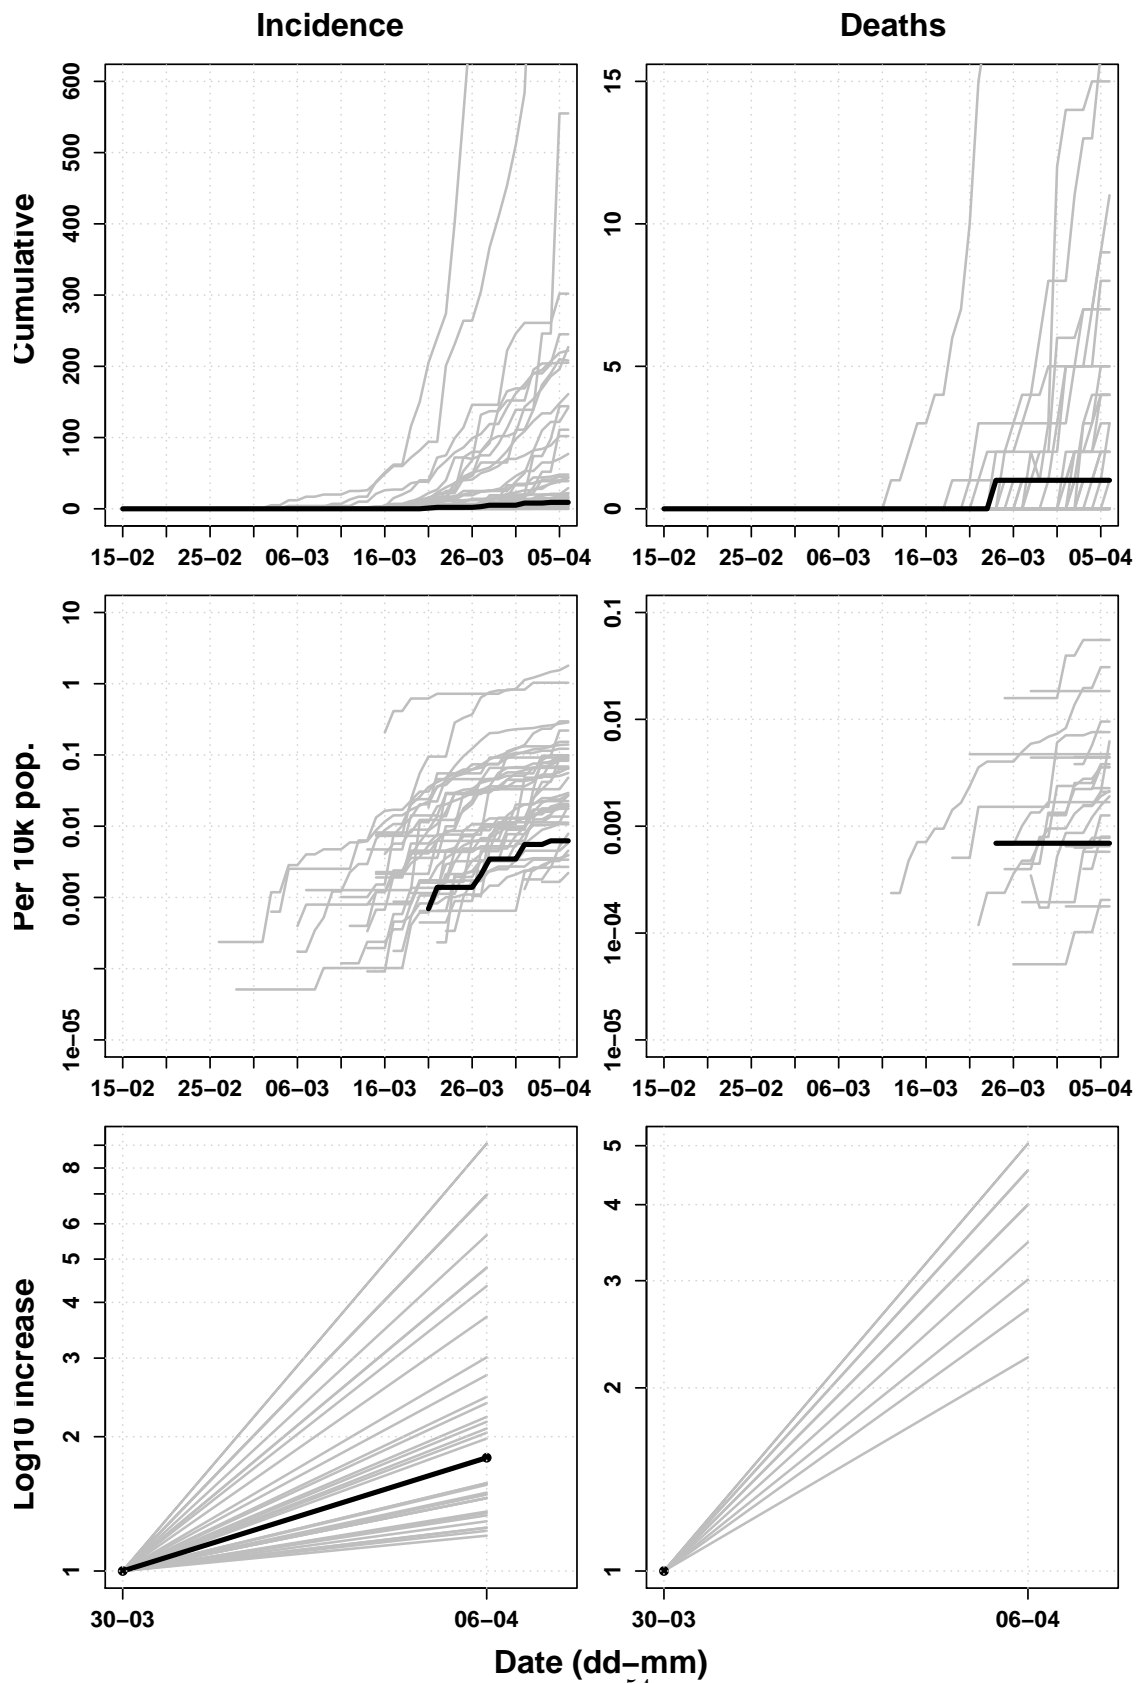 Incidence
Deaths
Cumulative
0 100 200 300 400 500 600
15−02 25−02 06−03 16−03 26−03 05−04
0 5 10 15
15−02 25−02 06−03 16−03 26−03 05−04
Per 10k pop.
1e−05 0.001 0.01 0.1 1 10
15−02 25−02 06−03 16−03 26−03 05−04
1e−05 1e−04 0.001 0.01 0.1
15−02 25−02 06−03 16−03 26−03 05−04
Log10 increase
1 2 3 4 5 6 8
30−03 06−04
1 2 3 4 5
30−03 06−04
Date (dd−mm)